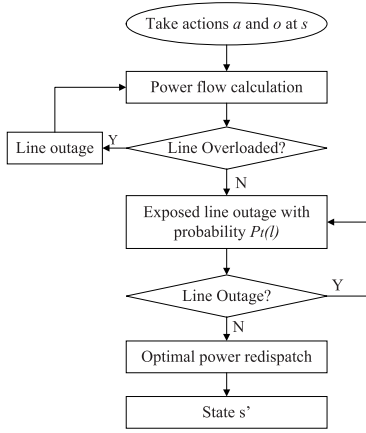 Take actions a and o at s
Power flow calculation
Line outage
Y
Line Overloaded?
N
Exposed line outage with
probability Pt(l)
Line Outage?
Y
N
Optimal power redispatch
State s’